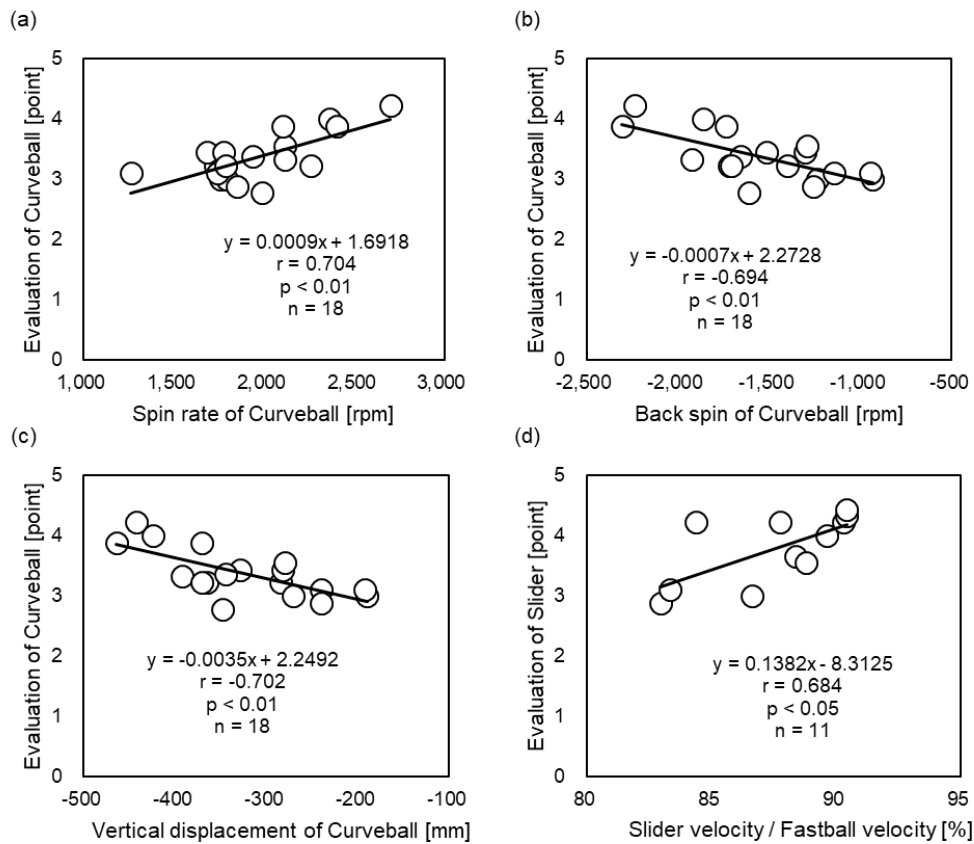 (a)
Evaluation of Curveball [point]
5
4
3
2
1
0
y = 0.0009x + 1.6918
r = 0.704
p < 0.01
n = 18
1,000 1,500 2,000 2,500 3,000
Spin rate of Curveball [rpm]
(b)
Evaluation of Curveball [point]
5
4
3
2
1
0
y = -0.0007x + 2.2728
r = -0.694
p < 0.01
n = 18
-2,500 -2,000 -1,500 -1,000 -500
Back spin of Curveball [rpm]
(c)
Evaluation of Curveball [point]
5
4
3
2
1
0
y = -0.0035x + 2.2492
r = -0.702
p < 0.01
n = 18
-500 -400 -300 -200 -100
Vertical displacement of Curveball [mm]
(d)
Evaluation of Slider [point]
5
4
3
2
1
0
y = 0.1382x - 8.3125
r = 0.684
p < 0.05
n = 11
80 85 90 95
Slider velocity / Fastball velocity [%]